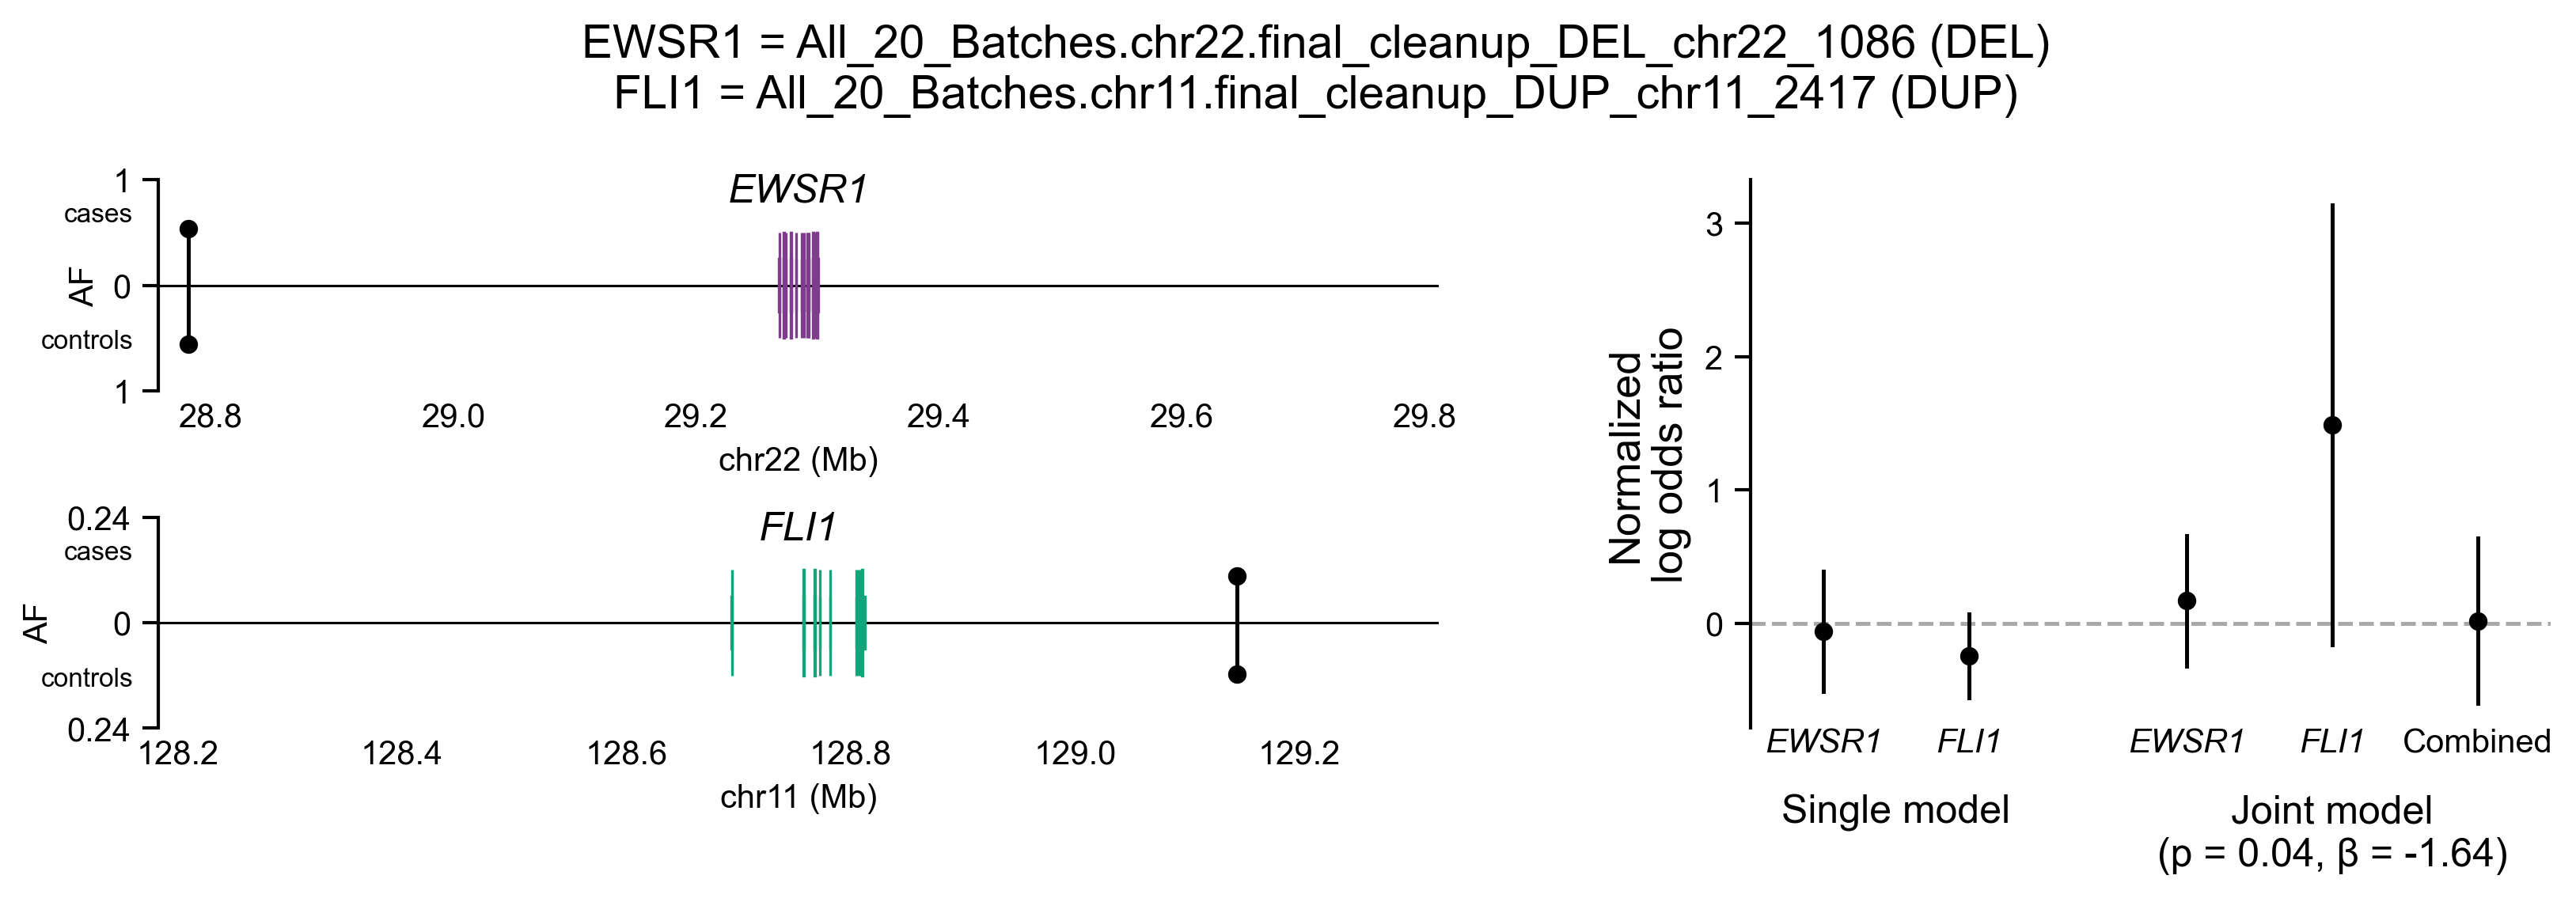 EWSR1 = All_20_Batches.chr22.final_cleanup_DEL_chr22_1086 (DEL)
FLI1 = All_20_Batches.chr11.final_cleanup_DUP_chr11_2417 (DUP)
1
cases
AF
0
controls
1
EWSR1
28.8 29.0 29.2 29.4 29.6 29.8
chr22 (Mb)
0.24
cases
AF
0
controls
0.24
FLI1
128.2 128.4 128.6 128.8 129.0 129.2
chr11 (Mb)
Normalized
log odds ratio
3
2
1
0
EWSR1 FLI1 EWSR1 FLI1 Combined
Single model
Joint model
(p = 0.04, β = -1.64)